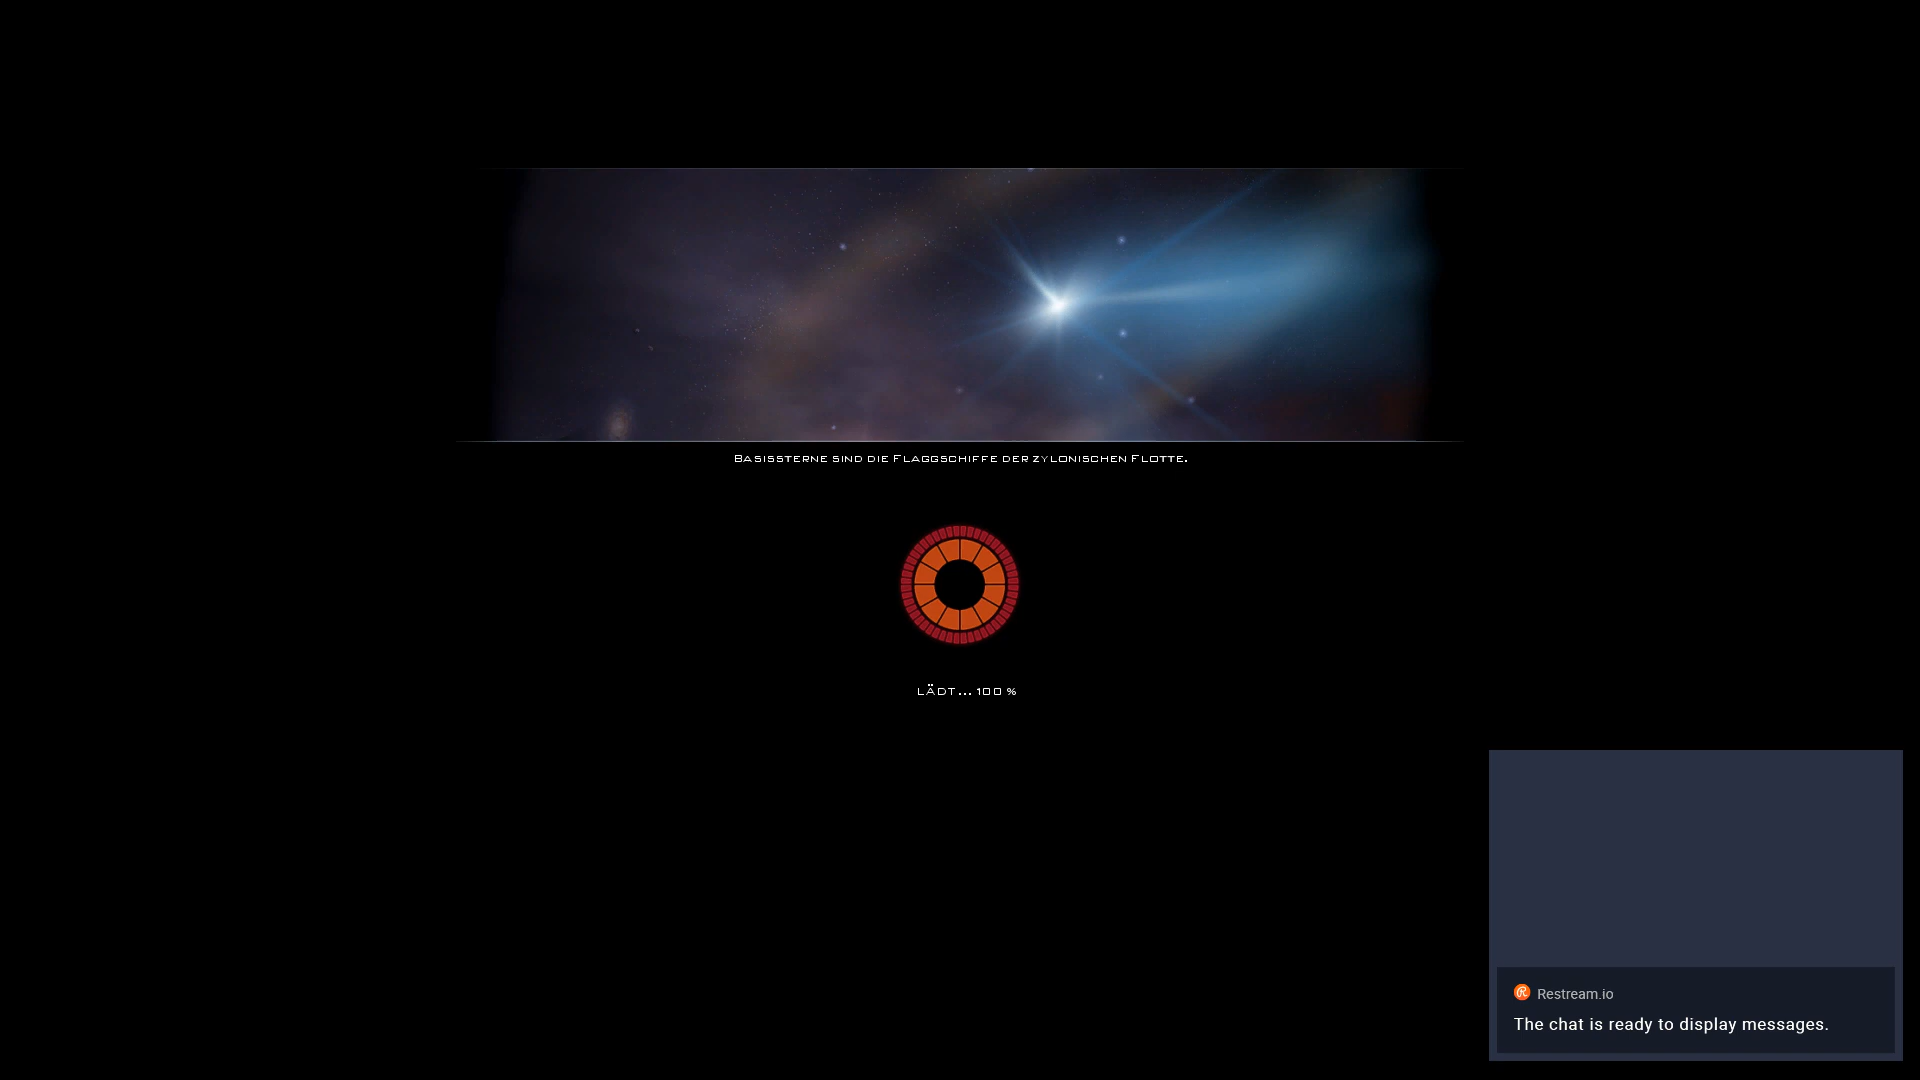 Basissterne sind die Flaggschiffe der zylonischen Flotte.
lädt... 100 %
Restream.io
The chat is ready to display messages.